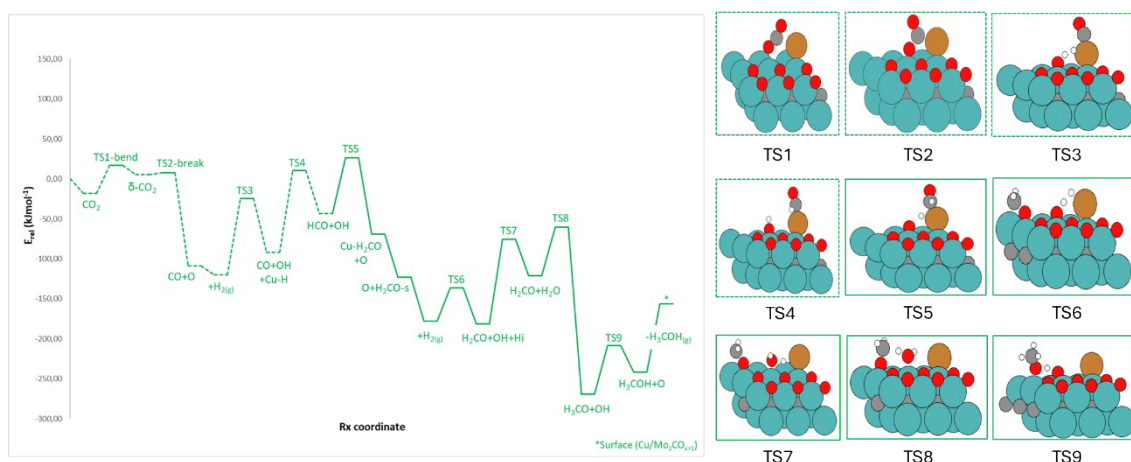 150,00
100,00
50,00
0,00
-50,00
-100,00
-150,00
-200,00
-250,00
-300,00
E_rel (kJmol⁻¹)
Rx coordinate
CO₂
TS1-bend
δ-CO₂
TS2-break
CO+O
+H₂(g)
TS3
CO+OH
+Cu-H
TS4
HCO+OH
TS5
Cu-H₂CO
+O
O+H₂CO-s
+H₂(g)
TS6
H₂CO+OH+Hi
TS7
H₂CO+H₂O
TS8
H₃CO+OH
TS9
H₃COH+O
*
-H₃COH(g)
*Surface (Cu/Mo₂COₓ₊₁)
TS1
TS2
TS3
TS4
TS5
TS6
TS7
TS8
TS9